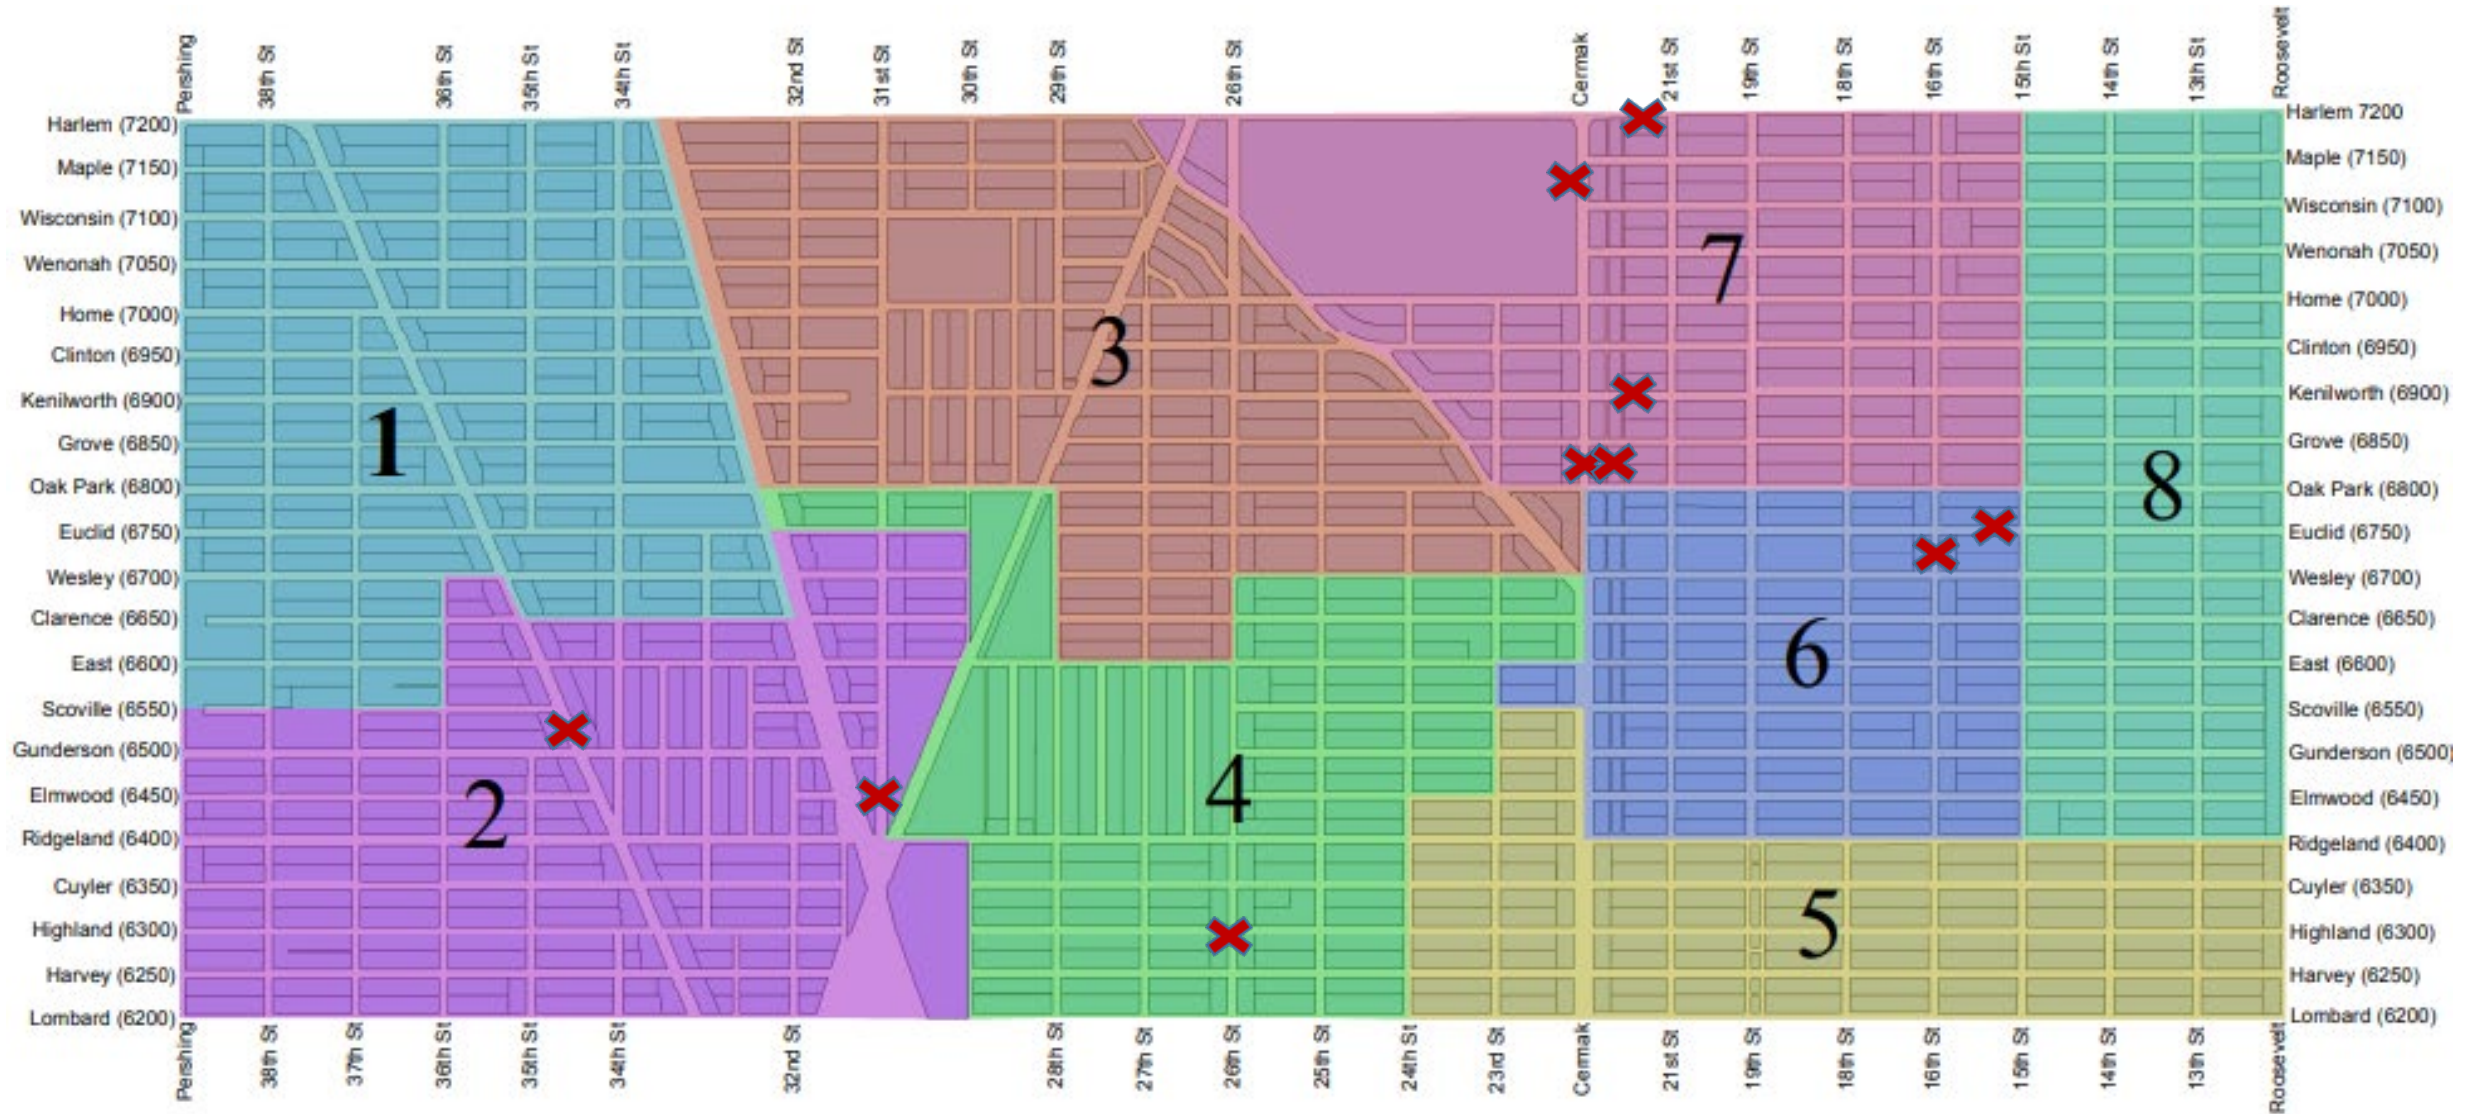 Pershing
38th St
36th St
35th St
34th St
32nd St
31st St
30th St
29th St
26th St
Cermak
21st St
19th St
18th St
16th St
15th St
14th St
13th St
Roosevelt
Harlem (7200)
Maple (7150)
Wisconsin (7100)
Wenonah (7050)
Home (7000)
Clinton (6950)
Kenilworth (6900)
Grove (6850)
Oak Park (6800)
Euclid (6750)
Wesley (6700)
Clarence (6650)
East (6600)
Scoville (6550)
Gunderson (6500)
Elmwood (6450)
Ridgeland (6400)
Cuyler (6350)
Highland (6300)
Harvey (6250)
Lombard (6200)
7
3
1
8
6
4
2
5
Harlem 7200
Maple (7150)
Wisconsin (7100)
Wenonah (7050)
Home (7000)
Clinton (6950)
Kenilworth (6900)
Grove (6850)
Oak Park (6800)
Euclid (6750)
Wesley (6700)
Clarence (6650)
East (6600)
Scoville (6550)
Gunderson (6500)
Elmwood (6450)
Ridgeland (6400)
Cuyler (6350)
Highland (6300)
Harvey (6250)
Lombard (6200)
Pershing
38th St
37th St
36th St
35th St
34th St
32nd St
28th St
27th St
26th St
25th St
24th St
23rd St
Cermak
21st St
19th St
18th St
16th St
15th St
14th St
13th St
Roosevelt